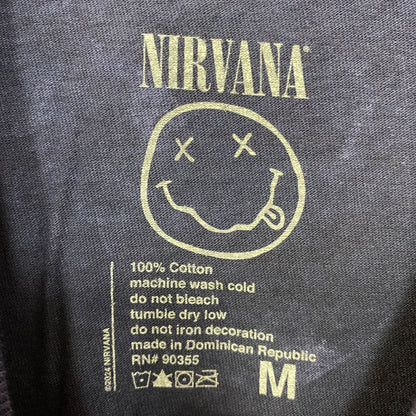 NIRVANA®
100% Cotton
machine wash cold
do not bleach
tumble dry low
do not iron decoration
made in Dominican Republic
RN# 90355
M
©2024 NIRVANA